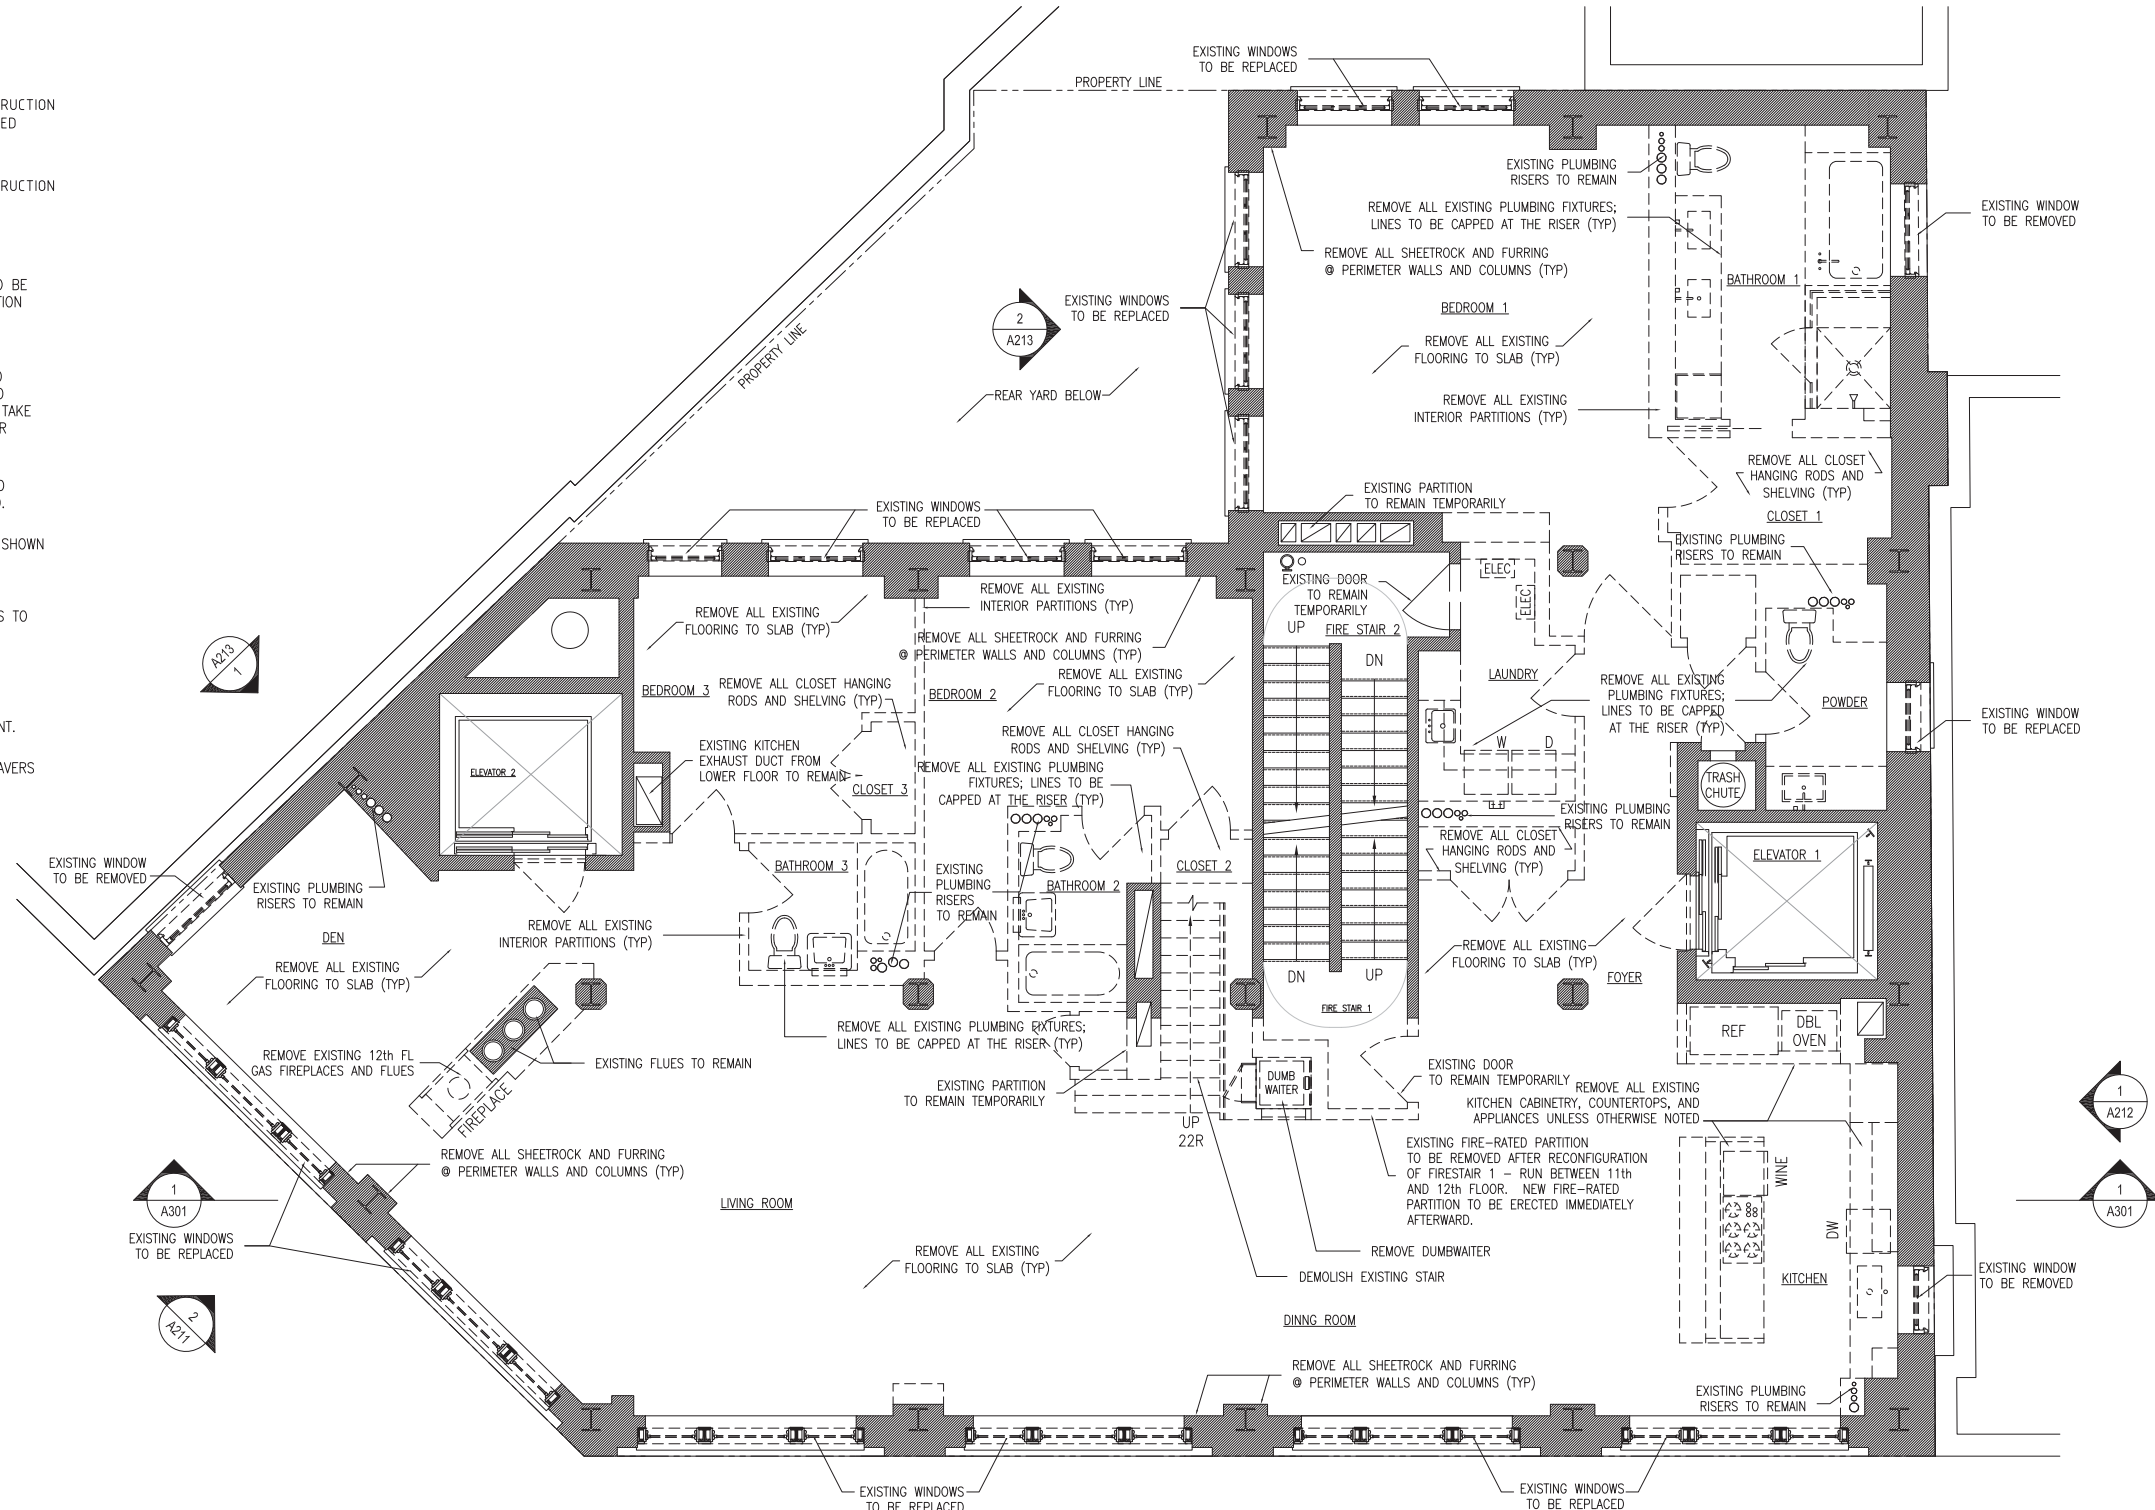 RUCTION
ED
RUCTION
BE
TION
TAKE
R
SHOWN
S TO
NT.
AVERS
PROPERTY LINE
EXISTING WINDOWS
TO BE REPLACED
EXISTING PLUMBING
RISERS TO REMAIN
REMOVE ALL EXISTING PLUMBING FIXTURES;
LINES TO BE CAPPED AT THE RISER (TYP)
REMOVE ALL SHEETROCK AND FURRING
@ PERIMETER WALLS AND COLUMNS (TYP)
EXISTING WINDOW
TO BE REMOVED
BATHROOM 1
BEDROOM 1
EXISTING WINDOWS
TO BE REPLACED
2
A213
PROPERTY LINE
REMOVE ALL EXISTING
FLOORING TO SLAB (TYP)
REAR YARD BELOW
REMOVE ALL EXISTING
INTERIOR PARTITIONS (TYP)
REMOVE ALL CLOSET
HANGING RODS AND
SHELVING (TYP)
CLOSET 1
EXISTING PARTITION
TO REMAIN TEMPORARILY
EXISTING WINDOWS
TO BE REPLACED
EXISTING PLUMBING
RISERS TO REMAIN
ELEC
ELEC
EXISTING DOOR
TO REMAIN
TEMPORARILY
UP
FIRE STAIR 2
DN
REMOVE ALL EXISTING
INTERIOR PARTITIONS (TYP)
REMOVE ALL EXISTING
FLOORING TO SLAB (TYP)
REMOVE ALL SHEETROCK AND FURRING
@ PERIMETER WALLS AND COLUMNS (TYP)
REMOVE ALL EXISTING
FLOORING TO SLAB (TYP)
A213
1
BEDROOM 3
REMOVE ALL CLOSET HANGING
RODS AND SHELVING (TYP)
BEDROOM 2
LAUNDRY
REMOVE ALL EXISTING
PLUMBING FIXTURES;
LINES TO BE CAPPED
AT THE RISER (TYP)
POWDER
EXISTING WINDOW
TO BE REPLACED
REMOVE ALL CLOSET HANGING
RODS AND SHELVING (TYP)
W
D
EXISTING KITCHEN
EXHAUST DUCT FROM
LOWER FLOOR TO REMAIN
ELEVATOR 2
CLOSET 3
REMOVE ALL EXISTING PLUMBING
FIXTURES; LINES TO BE
CAPPED AT THE RISER (TYP)
TRASH
CHUTE
EXISTING PLUMBING
RISERS TO REMAIN
REMOVE ALL CLOSET
HANGING RODS AND
SHELVING (TYP)
ELEVATOR 1
EXISTING WINDOW
TO BE REMOVED
EXISTING PLUMBING
RISERS TO REMAIN
BATHROOM 3
EXISTING
PLUMBING
RISERS
TO REMAIN
BATHROOM 2
CLOSET 2
DEN
REMOVE ALL EXISTING
INTERIOR PARTITIONS (TYP)
REMOVE ALL EXISTING
FLOORING TO SLAB (TYP)
REMOVE ALL EXISTING
FLOORING TO SLAB (TYP)
FOYER
DN
UP
FIRE STAIR 1
REF
DBL
OVEN
REMOVE ALL EXISTING PLUMBING FIXTURES;
LINES TO BE CAPPED AT THE RISER (TYP)
REMOVE EXISTING 12th FL
GAS FIREPLACES AND FLUES
EXISTING FLUES TO REMAIN
FIREPLACE
EXISTING PARTITION
TO REMAIN TEMPORARILY
DUMB
WAITER
EXISTING DOOR
TO REMAIN TEMPORARILY
REMOVE ALL EXISTING
KITCHEN CABINETRY, COUNTERTOPS, AND
APPLIANCES UNLESS OTHERWISE NOTED
1
A212
UP
22R
EXISTING FIRE-RATED PARTITION
TO BE REMOVED AFTER RECONFIGURATION
OF FIRESTAIR 1 - RUN BETWEEN 11th
AND 12th FLOOR. NEW FIRE-RATED
PARTITION TO BE ERECTED IMMEDIATELY
AFTERWARD.
WINE
REMOVE ALL SHEETROCK AND FURRING
@ PERIMETER WALLS AND COLUMNS (TYP)
1
A301
1
A301
LIVING ROOM
EXISTING WINDOWS
TO BE REPLACED
DW
REMOVE ALL EXISTING
FLOORING TO SLAB (TYP)
REMOVE DUMBWAITER
DEMOLISH EXISTING STAIR
KITCHEN
EXISTING WINDOW
TO BE REMOVED
2
A211
DINNG ROOM
REMOVE ALL SHEETROCK AND FURRING
@ PERIMETER WALLS AND COLUMNS (TYP)
EXISTING PLUMBING
RISERS TO REMAIN
EXISTING WINDOWS
TO BE REPLACED
EXISTING WINDOWS
TO BE REPLACED